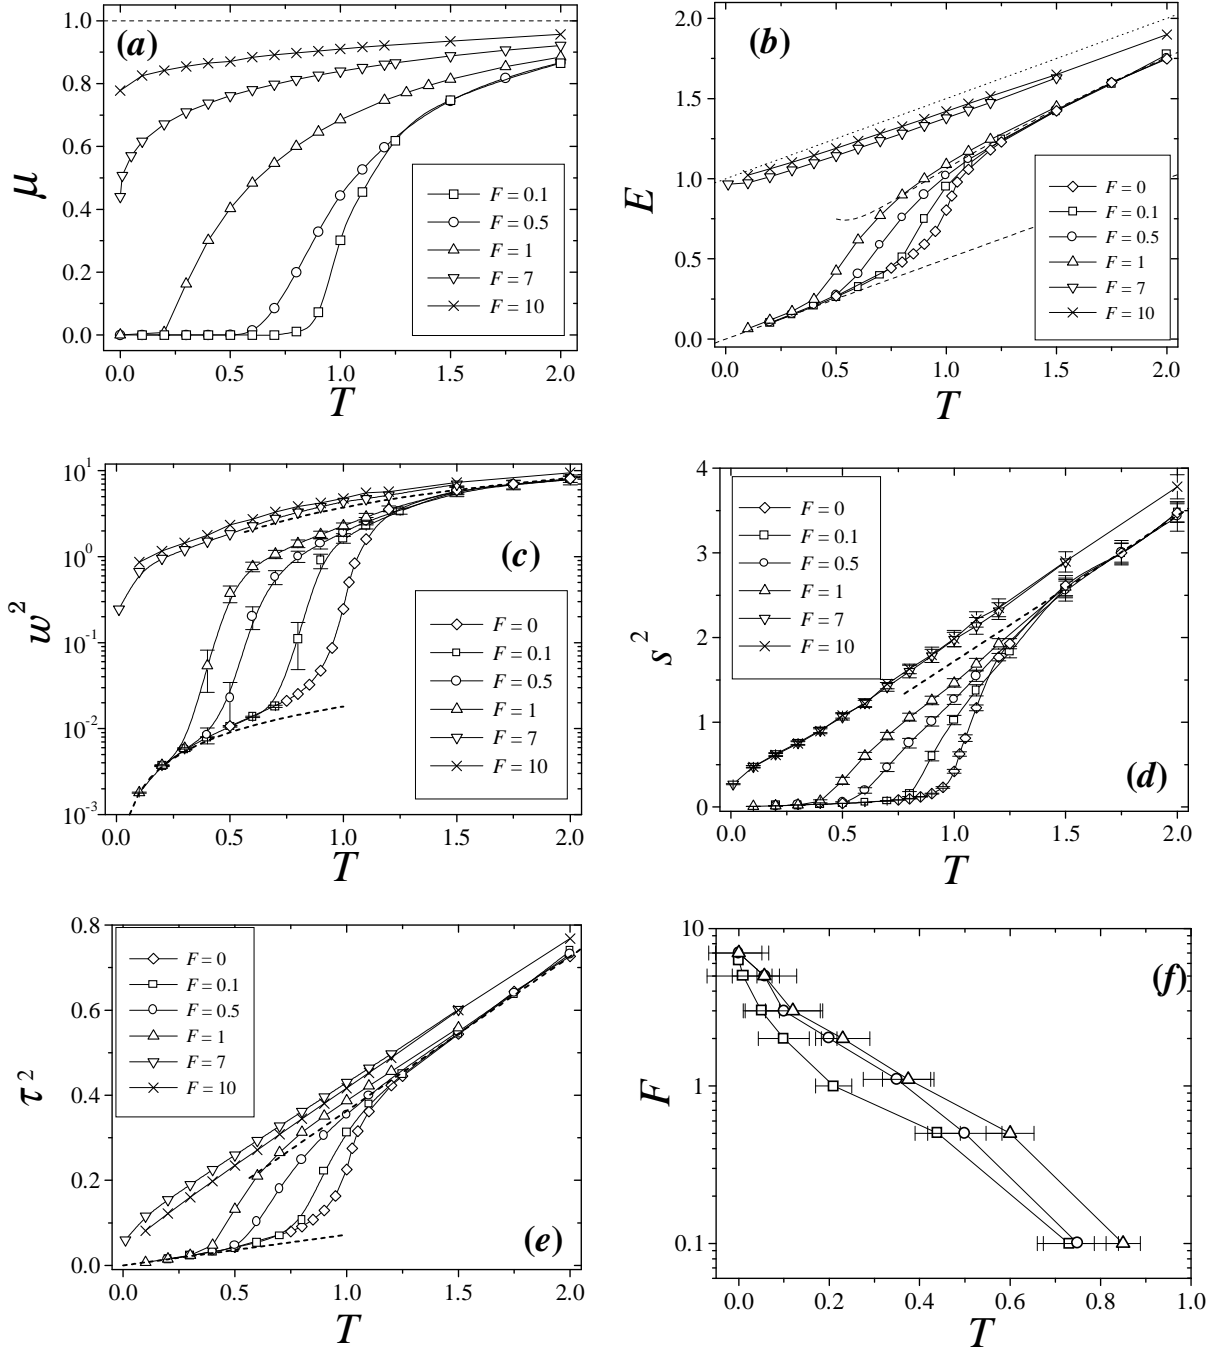 (a)
μ
1.0
0.8
0.6
0.4
0.2
0.0
F = 0.1
F = 0.5
F = 1
F = 7
F = 10
0.0 0.5 1.0 1.5 2.0
T
(b)
E
2.0
1.5
1.0
0.5
0.0
F = 0
F = 0.1
F = 0.5
F = 1
F = 7
F = 10
0.0 0.5 1.0 1.5 2.0
T
(c)
w²
10¹
10⁰
10⁻¹
10⁻²
10⁻³
F = 0
F = 0.1
F = 0.5
F = 1
F = 7
F = 10
0.0 0.5 1.0 1.5 2.0
T
(d)
s²
4
3
2
1
0
F = 0
F = 0.1
F = 0.5
F = 1
F = 7
F = 10
0.0 0.5 1.0 1.5 2.0
T
(e)
τ²
0.8
0.6
0.4
0.2
0.0
F = 0
F = 0.1
F = 0.5
F = 1
F = 7
F = 10
0.0 0.5 1.0 1.5 2.0
T
(f)
F
10
1
0.1
0.0 0.2 0.4 0.6 0.8 1.0
T